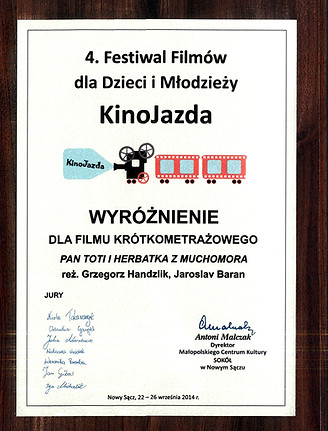 4. Festiwal Filmów
dla Dzieci i Młodzieży
KinoJazda
KinoJazda
WYRÓŻNIENIE
DLA FILMU KRÓTKOMETRAŻOWEGO
PAN TOTI I HERBATKA Z MUCHOMORA
reż. Grzegorz Handzlik, Jaroslav Baran
JURY
Antoni Malczak
Dyrektor
Małopolskiego Centrum Kultury
SOKÓŁ
w Nowym Sączu
Nowy Sącz, 22 – 26 września 2014 r.